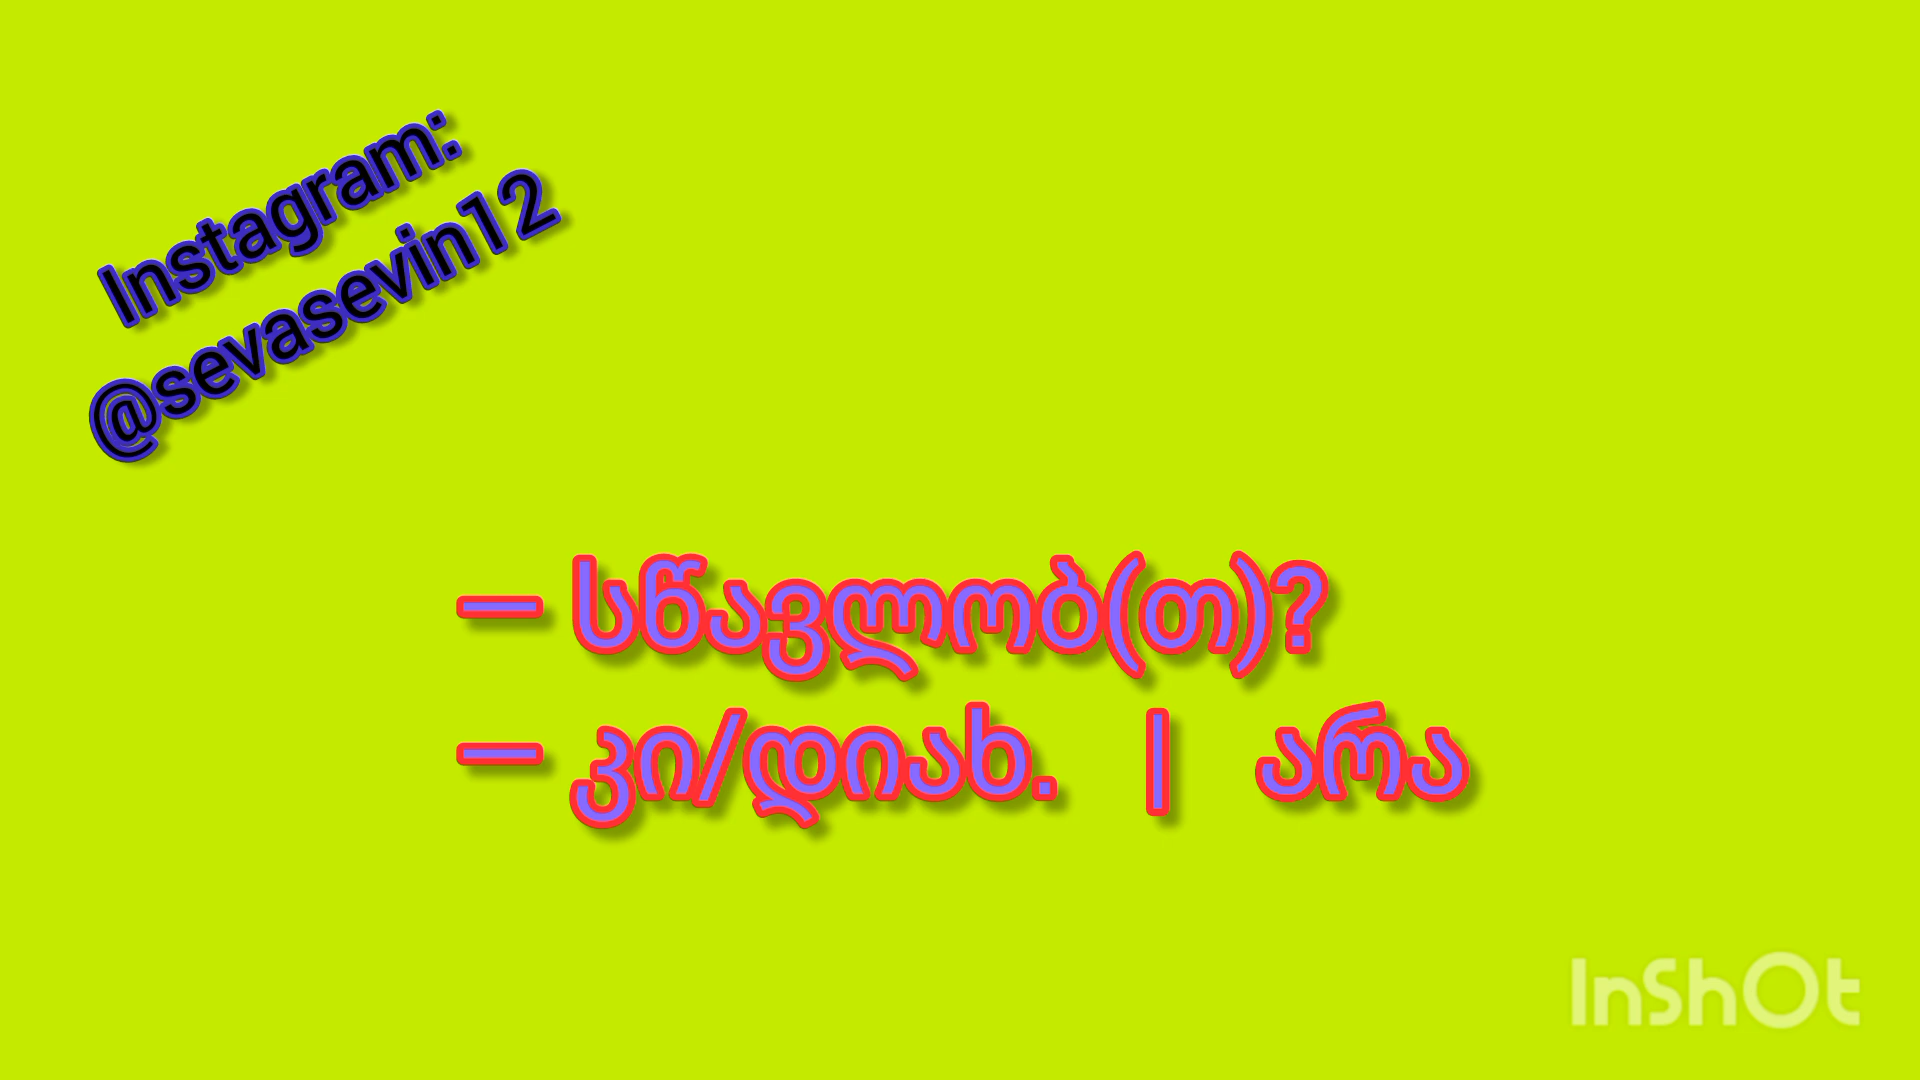 Instagram:
@sevasevin12
– სწავლობ(თ)?
– კი/დიახ. | არა
InShOt